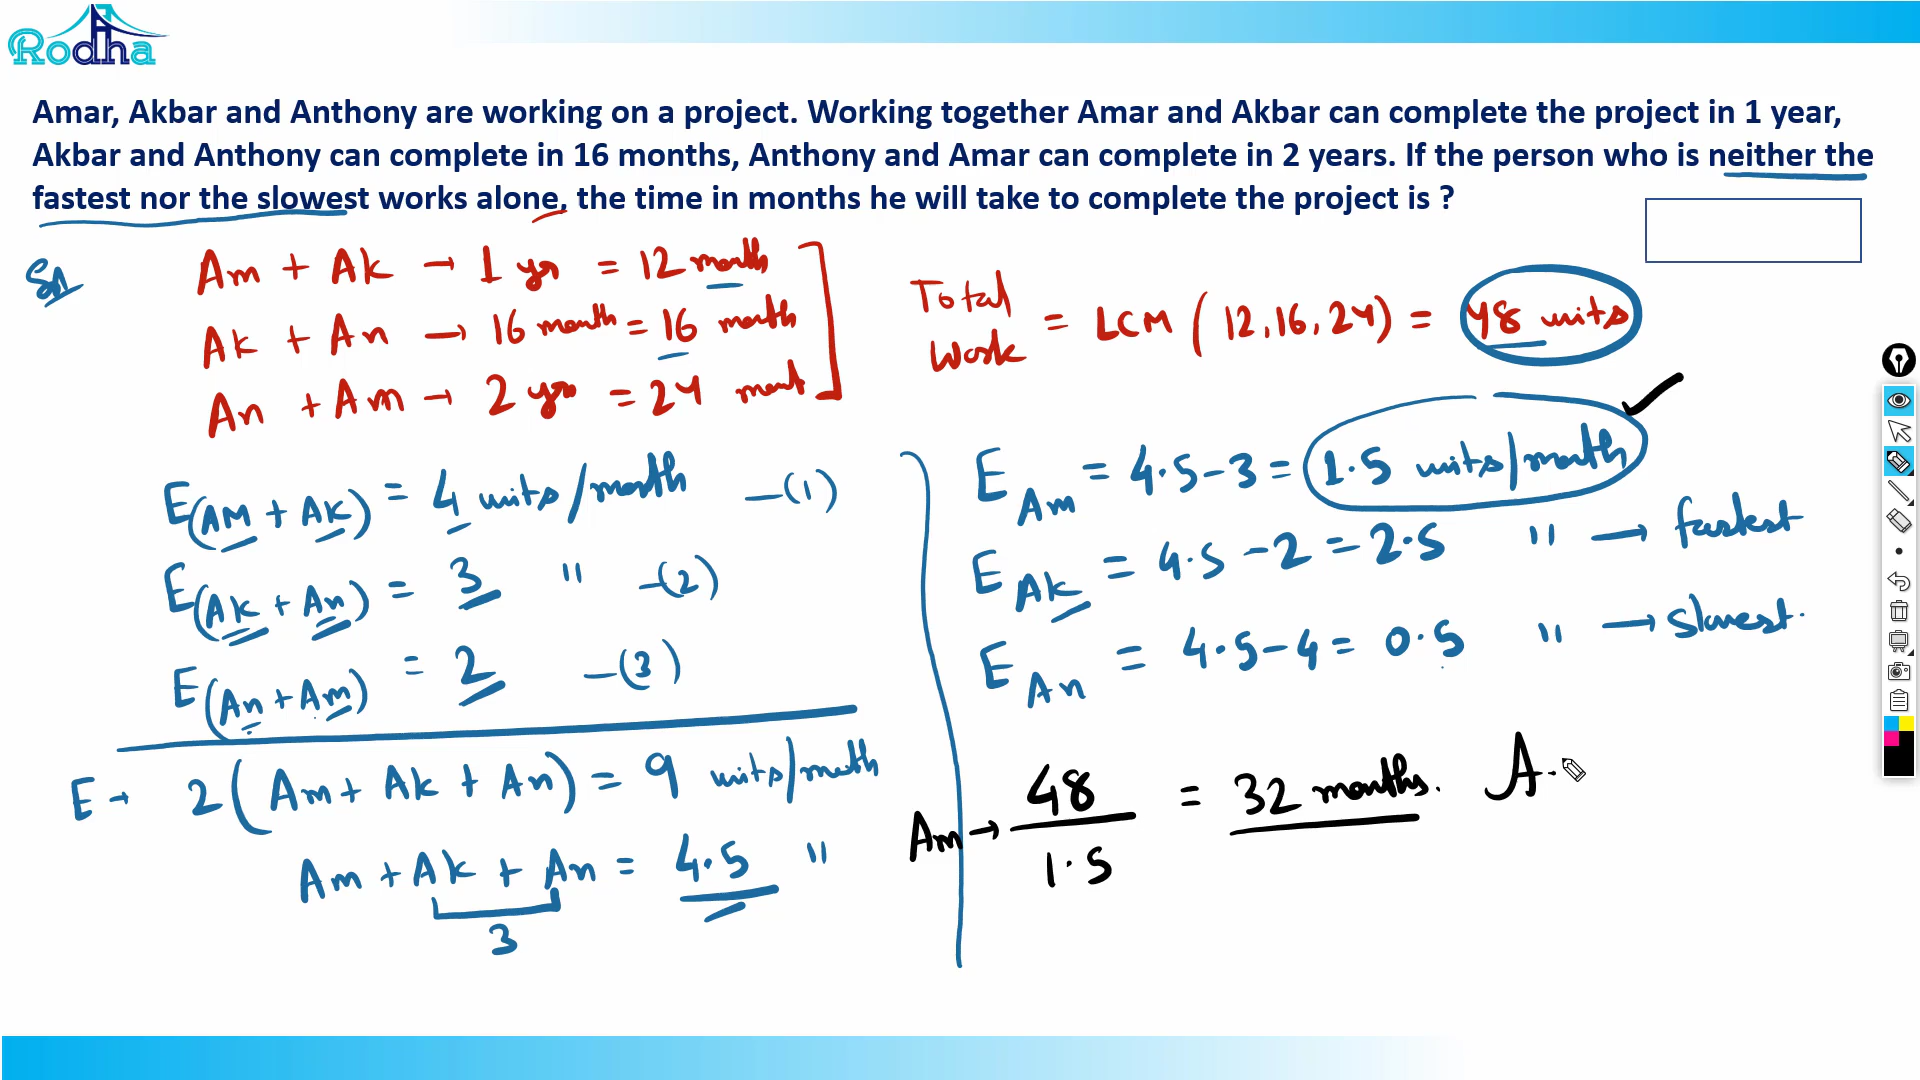 Rodha
Amar, Akbar and Anthony are working on a project. Working together Amar and Akbar can complete the project in 1 year,
Akbar and Anthony can complete in 16 months, Anthony and Amar can complete in 2 years. If the person who is neither the
fastest nor the slowest works alone, the time in months he will take to complete the project is ?
Am + Ak → 1 yr = 12 month
Ak + An → 16 month = 16 month
An + Am → 2 yr = 24 mont
Total Work = LCM (12,16,24) = 48 units
E(AM + AK) = 4 units/month —(1)
E(Ak + An) = 3 " —(2)
E(An + Am) = 2 —(3)
E → 2(Am + Ak + An) = 9 units/month
Am + Ak + An = 4.5 "
3
E Am = 4.5-3 = 1.5 units/month
E Ak = 4.5-2 = 2.5 " → fastest
E An = 4.5-4 = 0.5 " → slowest.
Am → 48/1.5 = 32 months. A.